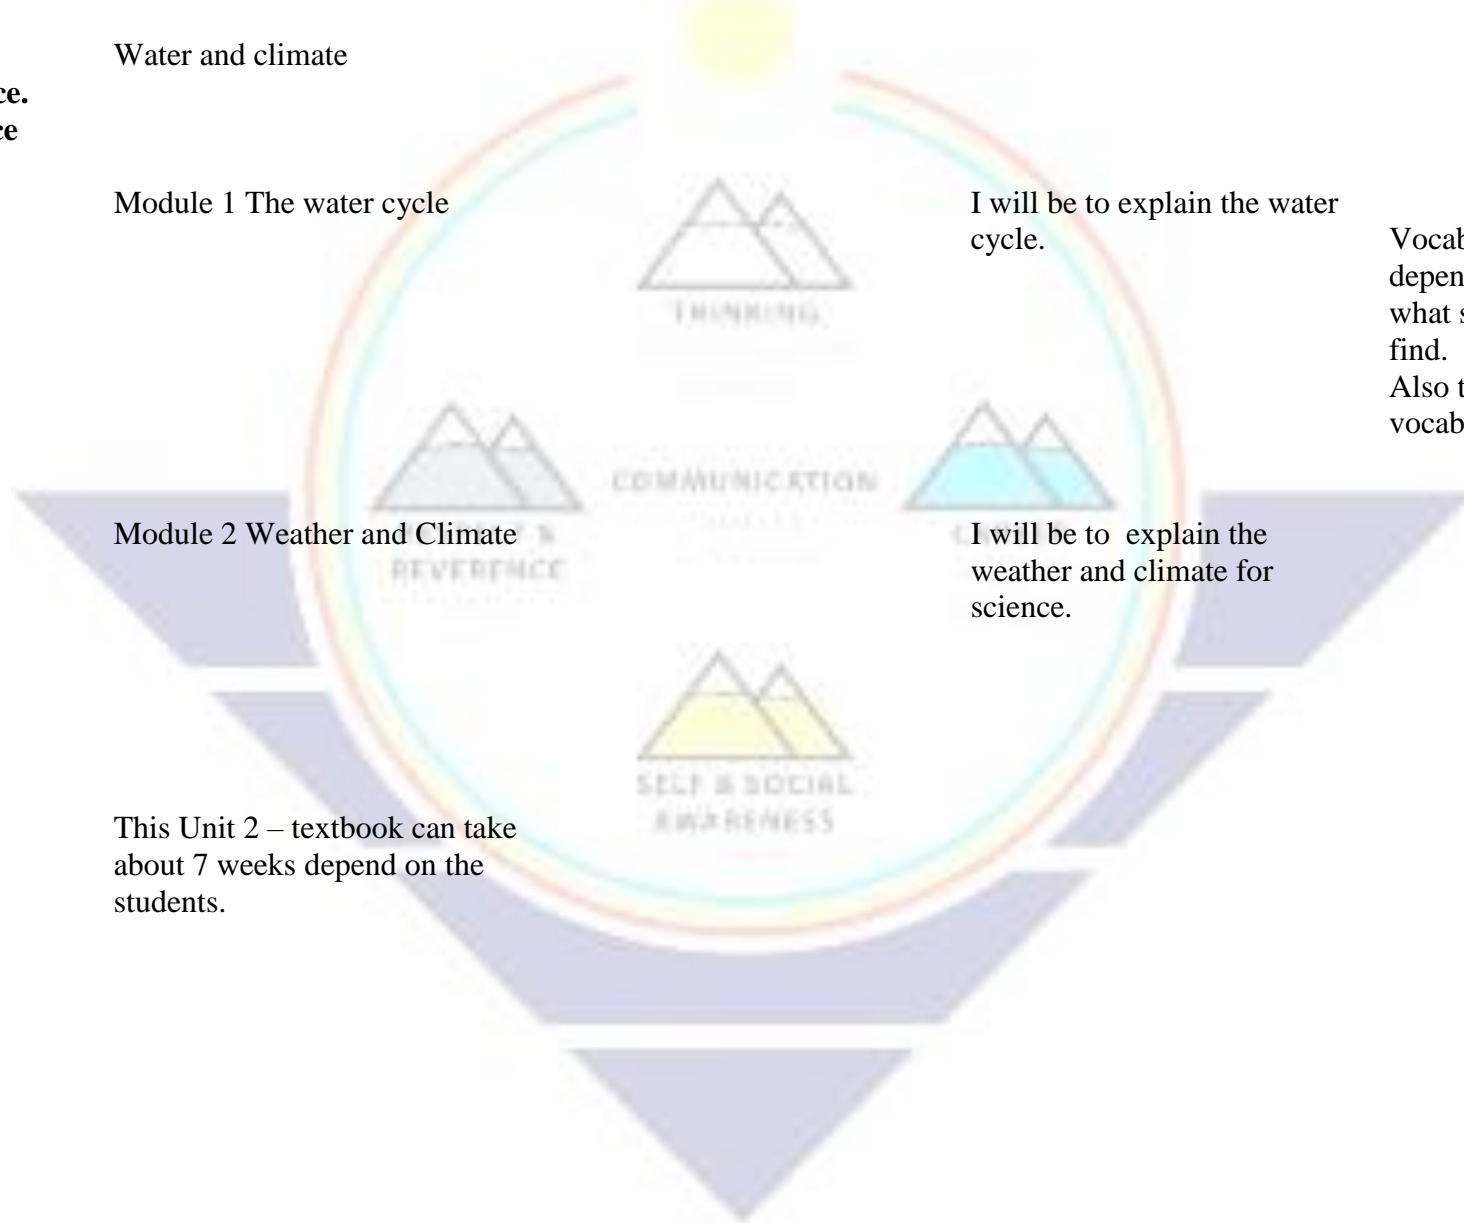 Water and climate
ce.
ce
Module 1 The water cycle
I will be to explain the water
cycle.
Vocab
depen
what s
find.
Also t
vocab
THINKING
COMMUNICATION
Module 2 Weather and Climate
REVERENCE
I will be to  explain the
weather and climate for
science.
SELF & SOCIAL
AWARENESS
This Unit 2 – textbook can take
about 7 weeks depend on the
students.